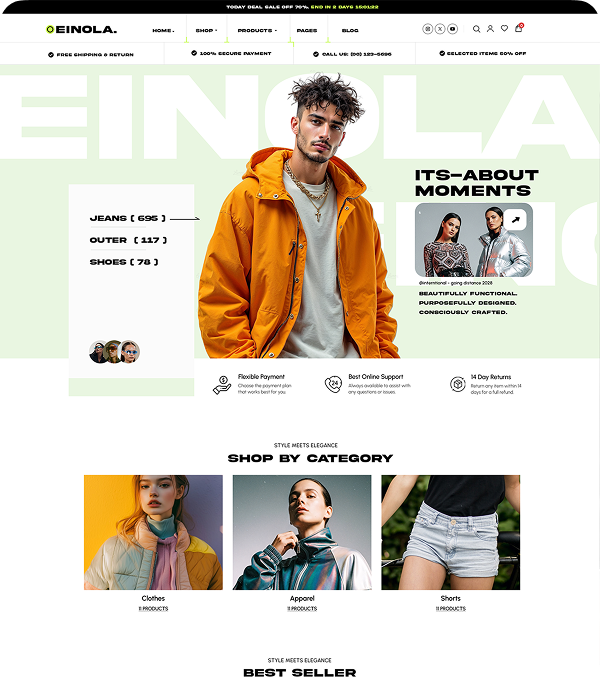 TODAY DEAL SALE OFF 70%. END IN 2 DAYS 15:01:22
EINOLA.
HOME
SHOP
PRODUCTS
PAGES
BLOG
FREE SHIPPING & RETURN
100% SECURE PAYMENT
CALL US: (90) 123-5696
SELECTED ITEMS 50% OFF
EINOLA
ITS-ABOUT
MOMENTS
JEANS ( 695 )
OUTER ( 117 )
SHOES ( 78 )
going distance 2028
BEAUTIFULLY FUNCTIONAL.
PURPOSEFULLY DESIGNED.
CONSCIOUSLY CRAFTED.
Flexible Payment
Choose the payment plan
that works best for you.
24
Best Online Support
Always available to assist with
any questions or issues.
14 Day Returns
Return any item within 14
days for a full refund.
STYLE MEETS ELEGANCE
SHOP BY CATEGORY
Clothes
11 PRODUCTS
Apparel
11 PRODUCTS
Shorts
11 PRODUCTS
STYLE MEETS ELEGANCE
BEST SELLER